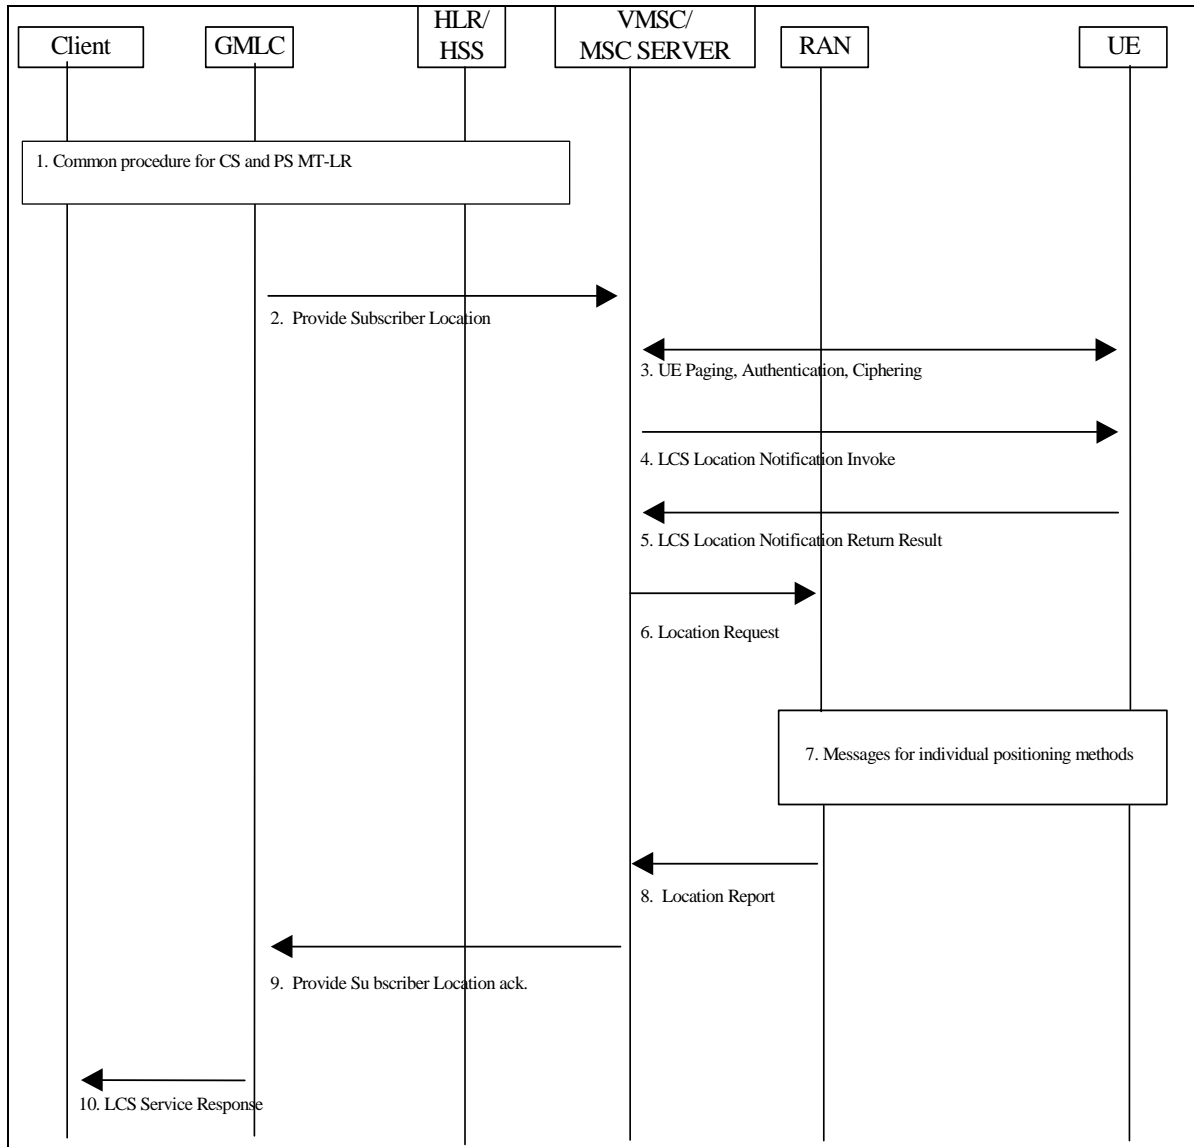 Client
GMLC
HLR/
HSS
VMSC/
MSC SERVER
RAN
UE
1. Common procedure for CS and PS MT-LR
2. Provide Subscriber Location
3. UE Paging, Authentication, Ciphering
4. LCS Location Notification Invoke
5. LCS Location Notification Return Result
6. Location Request
7. Messages for individual positioning methods
8. Location Report
9. Provide Su bscriber Location ack.
10. LCS Service Response